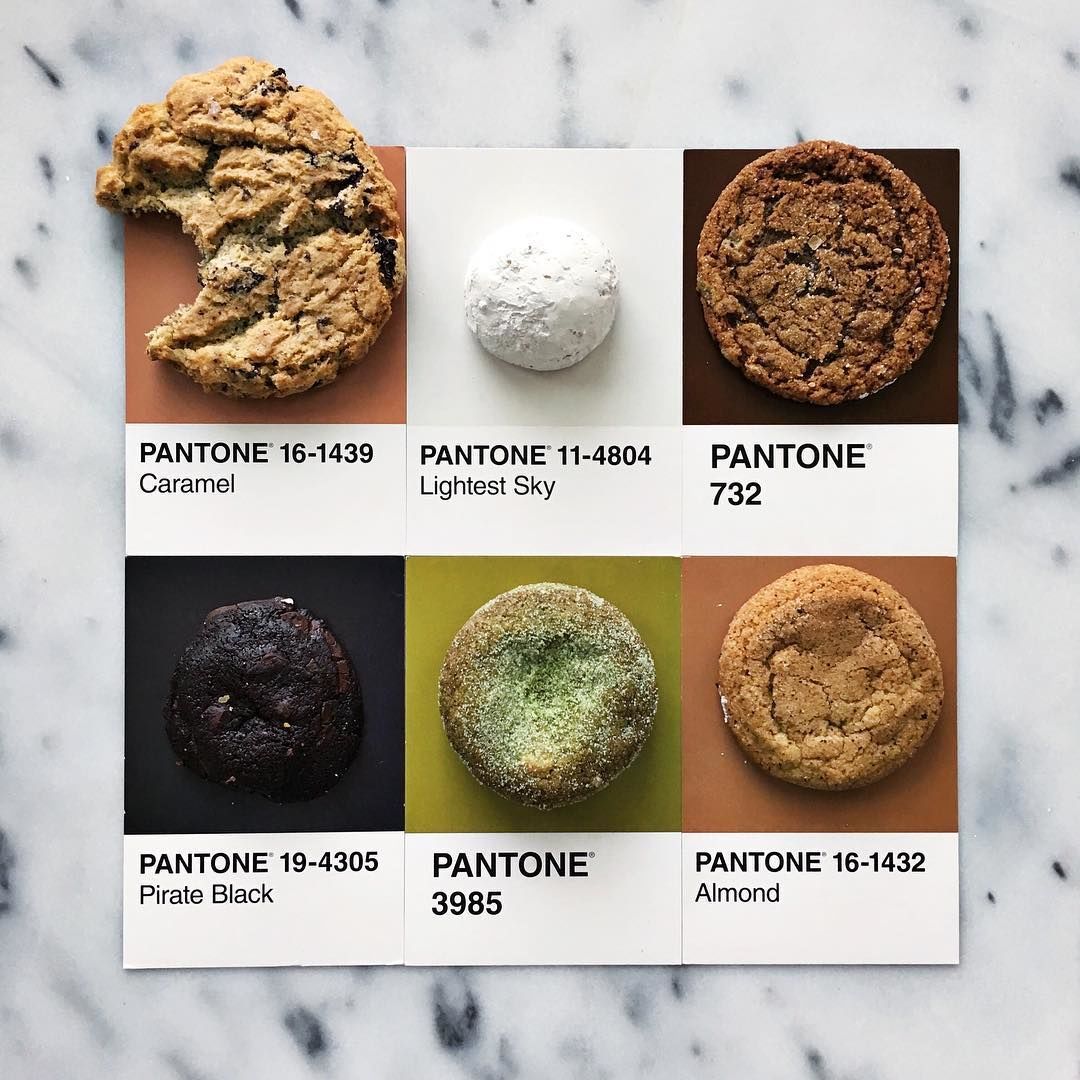 PANTONE® 16-1439
Caramel
PANTONE® 11-4804
Lightest Sky
PANTONE®
732
PANTONE® 19-4305
Pirate Black
PANTONE®
3985
PANTONE® 16-1432
Almond